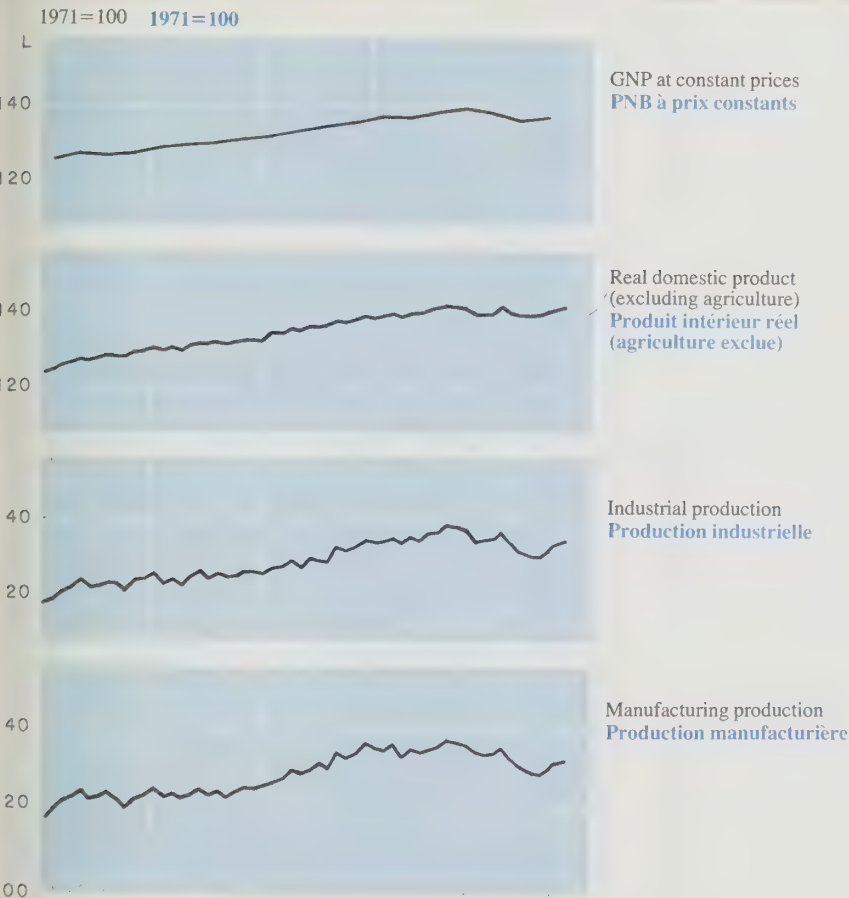 1971=100 1971=100
L
140
120
GNP at constant prices
PNB à prix constants
140
120
Real domestic product
(excluding agriculture)
Produit intérieur réel
(agriculture exclue)
40
20
Industrial production
Production industrielle
40
20
00
Manufacturing production
Production manufacturière